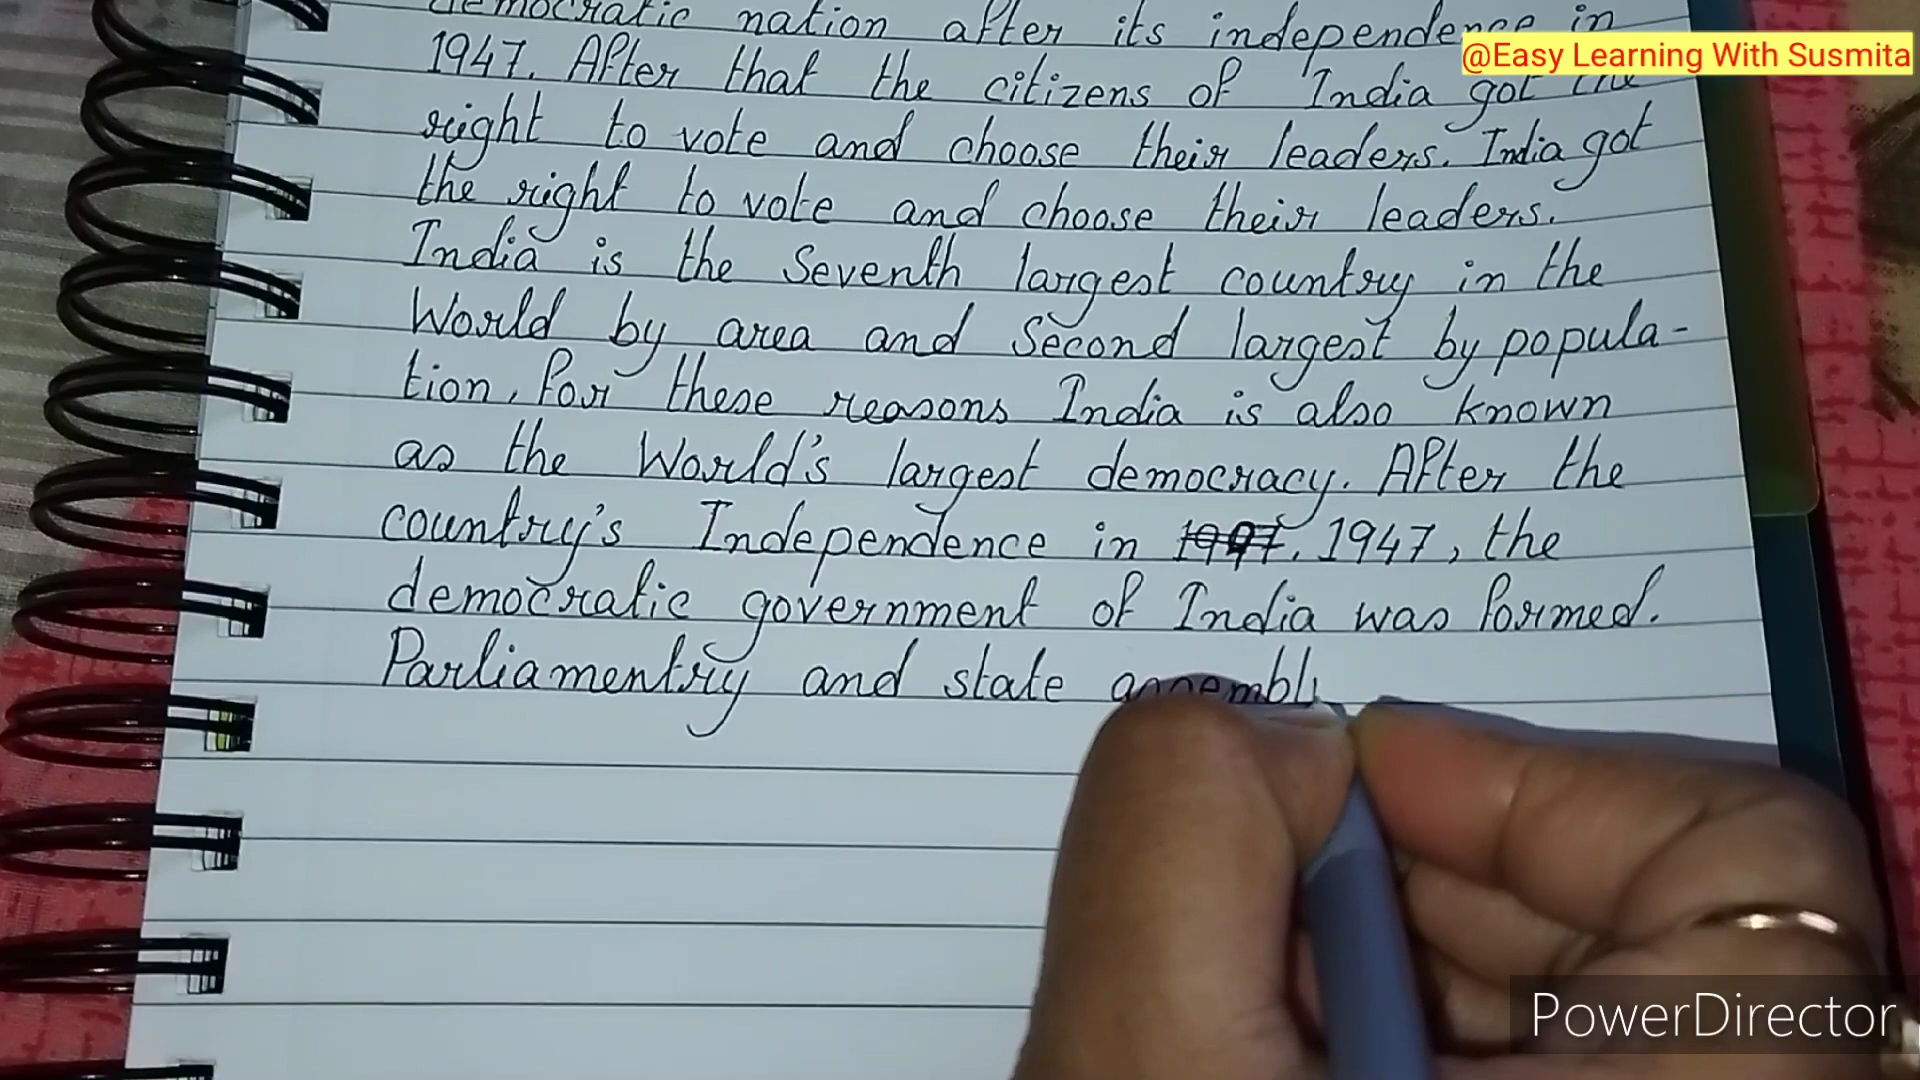 democratic nation after its independence in
@Easy Learning With Susmita
1947. After that the citizens of India got the
right to vote and choose their leaders. India got
the right to vote and choose their leaders.
India is the Seventh largest country in the
World by area and Second largest by popula-
tion, for these reasons India is also known
as the World's largest democracy. After the
country's Independence in 1997. 1947, the
democratic government of India was formed.
Parliamentry and state assembl
PowerDirector